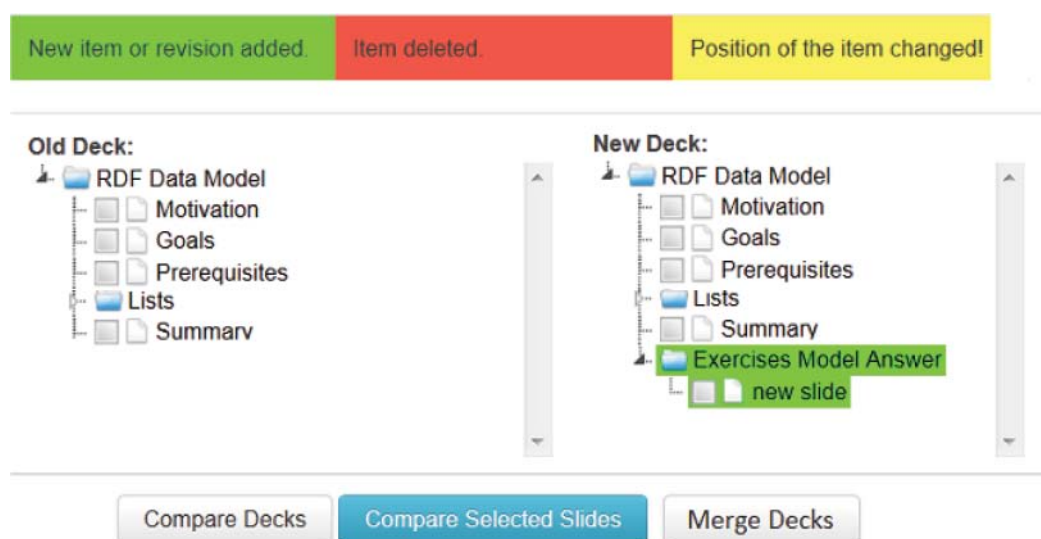 New item or revision added. Item deleted. Position of the item changed!
Old Deck:
RDF Data Model
Motivation
Goals
Prerequisites
Lists
Summary
New Deck:
RDF Data Model
Motivation
Goals
Prerequisites
Lists
Summary
Exercises Model Answer
new slide
Compare Decks Compare Selected Slides Merge Decks